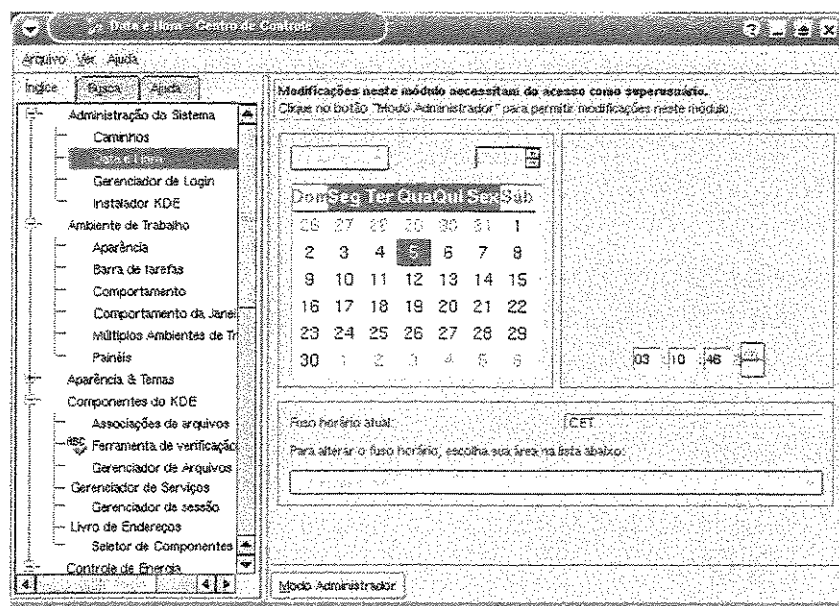 Data e Hora - Centro de Controle
Arquivo Ver Ajuda
Índice Busca Ajuda
Administração do Sistema
Caminhos
Data e Hora
Gerenciador de Login
Instalador KDE
Ambiente de Trabalho
Aparência
Barra de tarefas
Comportamento
Comportamento da Janel
Múltiplos Ambientes de Tr
Painéis
Aparência & Temas
Componentes do KDE
Associações de arquivos
Ferramenta de verificação
Gerenciador de Arquivos
Gerenciador de Serviços
Gerenciador de sessão
Livro de Endereços
Seletor de Componentes
Controle de Energia
Modificações neste módulo necessitam do acesso como superusuário.
Clique no botão "Modo Administrador" para permitir modificações neste módulo
Dom Seg Ter Qua Qui Sex Sáb
26 27 28 29 30 31 1
2 3 4 5 6 7 8
9 10 11 12 13 14 15
16 17 18 19 20 21 22
23 24 25 26 27 28 29
30 1 2 3 4 5 6
03 :10 :46
Fuso horário atual: CET
Para alterar o fuso horário, escolha sua área na lista abaixo:
Modo Administrador